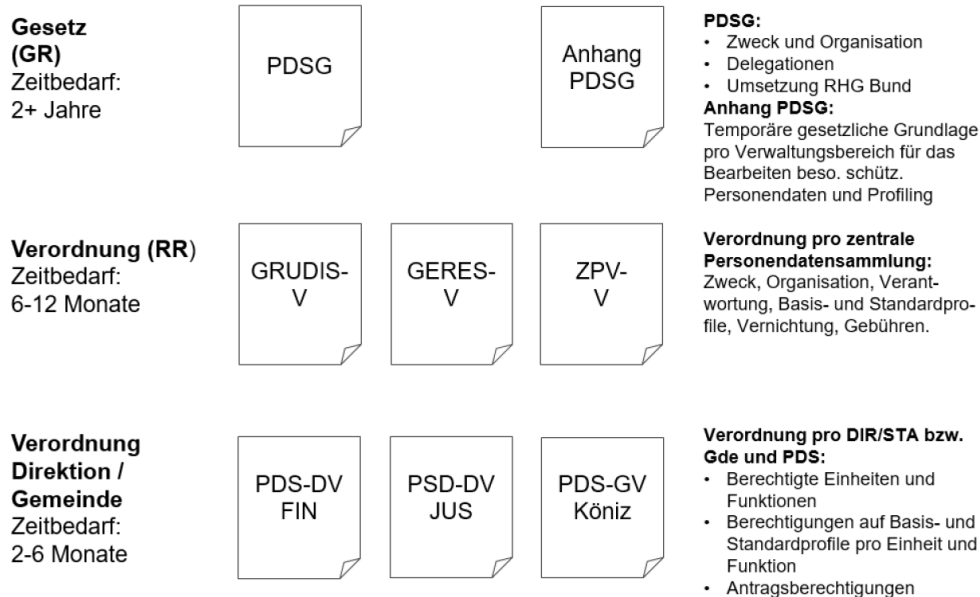 Gesetz
(GR)
Zeitbedarf:
2+ Jahre
PDSG
Anhang
PDSG
PDSG:
• Zweck und Organisation
• Delegationen
• Umsetzung RHG Bund
Anhang PDSG:
Temporäre gesetzliche Grundlage
pro Verwaltungsbereich für das
Bearbeiten beso. schütz.
Personendaten und Profiling
Verordnung (RR)
Zeitbedarf:
6-12 Monate
GRUDIS-
V
GERES-
V
ZPV-
V
Verordnung pro zentrale
Personendatensammlung:
Zweck, Organisation, Verant-
wortung, Basis- und Standardpro-
file, Vernichtung, Gebühren.
Verordnung
Direktion /
Gemeinde
Zeitbedarf:
2-6 Monate
PDS-DV
FIN
PSD-DV
JUS
PDS-GV
Köniz
Verordnung pro DIR/STA bzw.
Gde und PDS:
• Berechtigte Einheiten und
Funktionen
• Berechtigungen auf Basis- und
Standardprofile pro Einheit und
Funktion
• Antragsberechtigungen